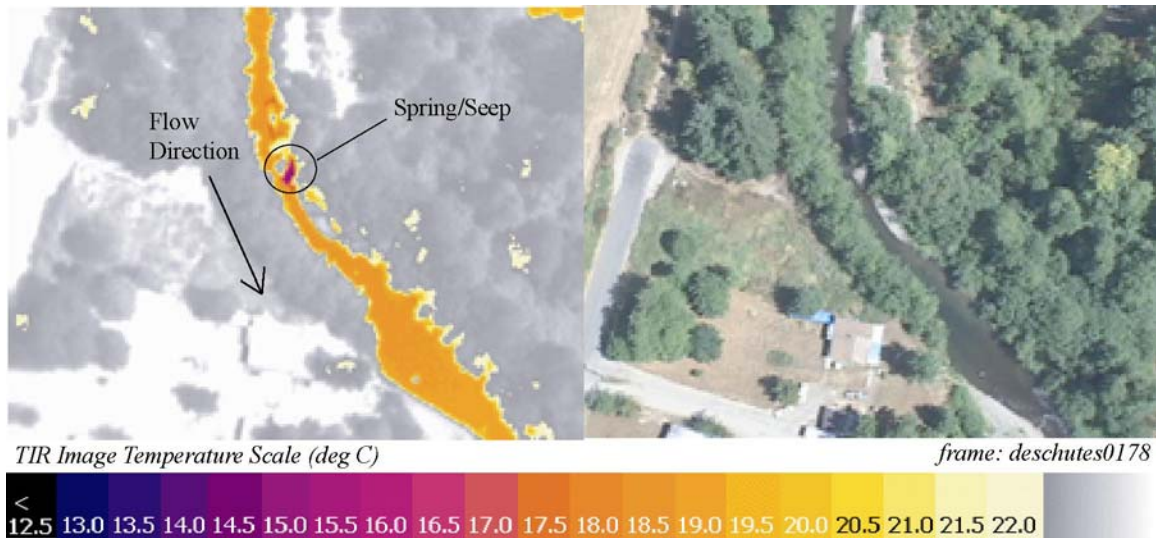 Flow
Direction
Spring/Seep
TIR Image Temperature Scale (deg C)
frame: deschutes0178
< 12.5 13.0 13.5 14.0 14.5 15.0 15.5 16.0 16.5 17.0 17.5 18.0 18.5 19.0 19.5 20.0 20.5 21.0 21.5 22.0